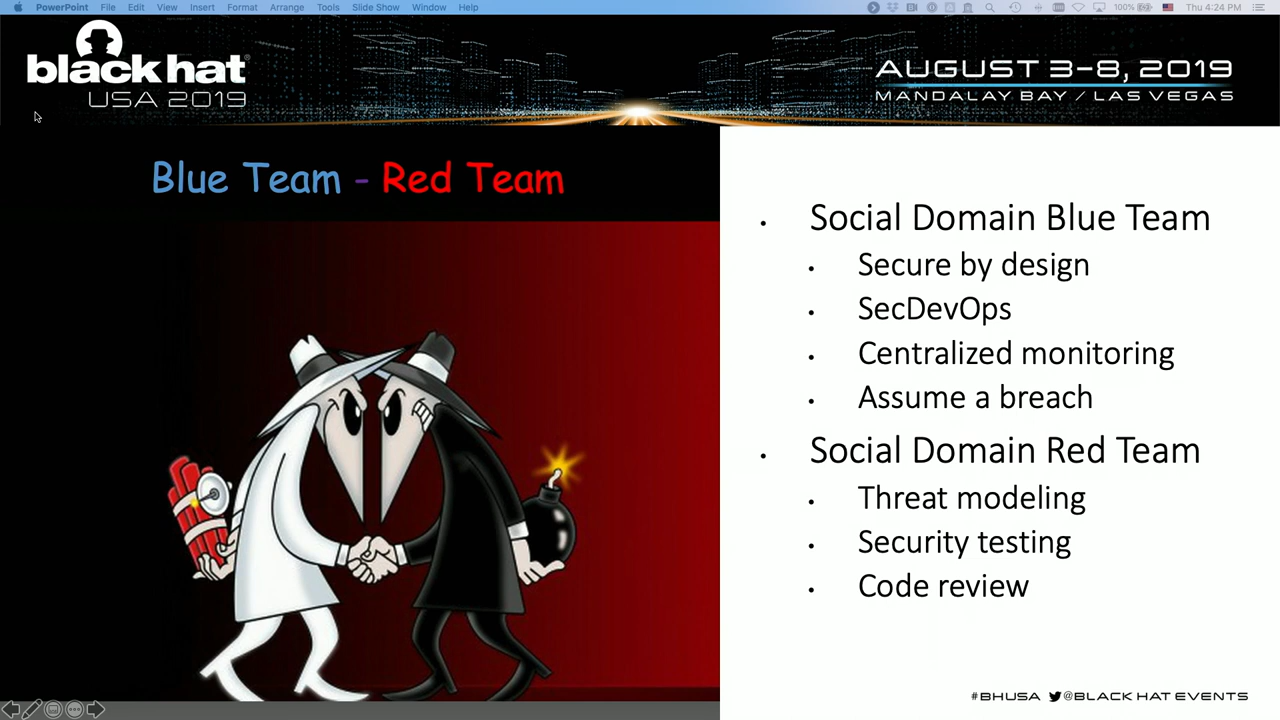 PowerPoint File Edit View Insert Format Arrange Tools Slide Show Window Help 100% Thu 4:24 PM
black hat
USA 2019
AUGUST 3-8, 2019
MANDALAY BAY / LAS VEGAS
Blue Team - Red Team
• Social Domain Blue Team
• Secure by design
• SecDevOps
• Centralized monitoring
• Assume a breach
• Social Domain Red Team
• Threat modeling
• Security testing
• Code review
#BHUSA @BLACK HAT EVENTS